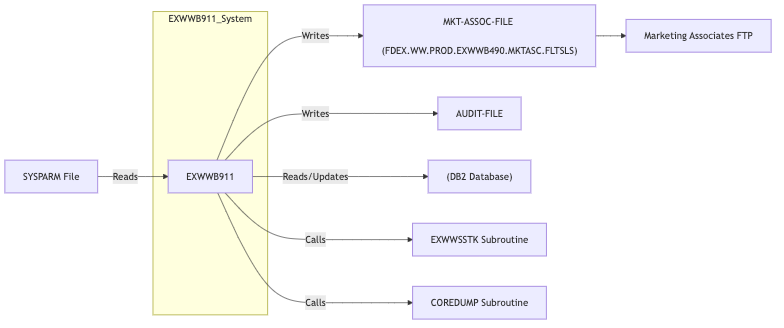 EXWWB911_System
SYSPARM File
Reads
EXWWB911
Writes
MKT-ASSOC-FILE
(FDEX.WW.PROD.EXWWB490.MKTASC.FLTSLS)
Marketing Associates FTP
Writes
AUDIT-FILE
Reads/Updates
(DB2 Database)
Calls
EXWWSSTK Subroutine
Calls
COREDUMP Subroutine